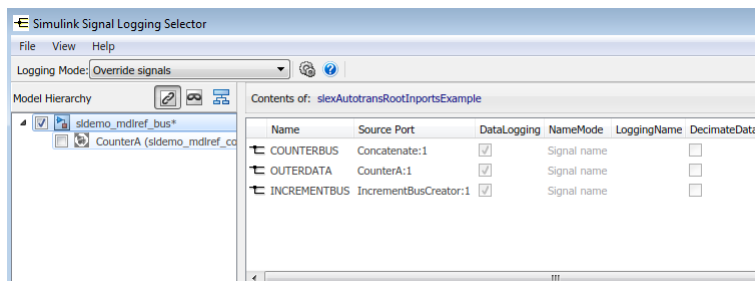 Simulink Signal Logging Selector
File View Help
Logging Mode: Override signals
Model Hierarchy
Contents of: slexAutotransRootInportsExample
sldemo_mdlref_bus*
CounterA (sldemo_mdlref_co
Name Source Port DataLogging NameMode LoggingName DecimateData
COUNTERBUS Concatenate:1 Signal name
OUTERDATA CounterA:1 Signal name
INCREMENTBUS IncrementBusCreator:1 Signal name